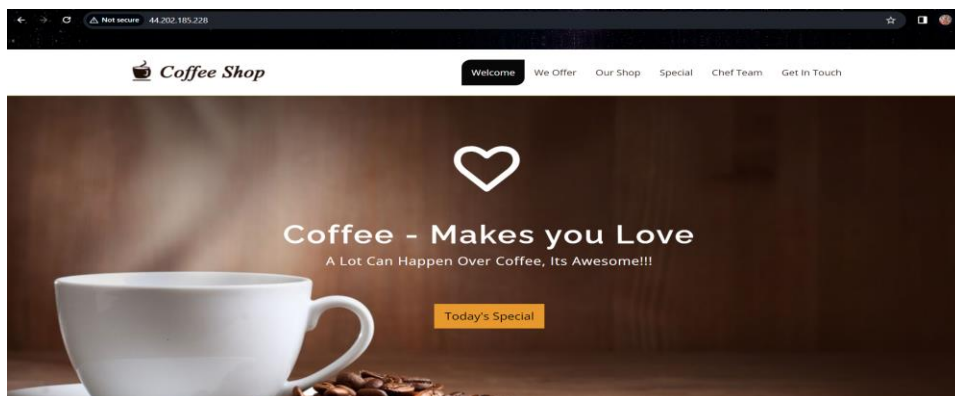 Not secure 44.202.185.228
Coffee Shop
Welcome We Offer Our Shop Special Chef Team Get In Touch
Coffee - Makes you Love
A Lot Can Happen Over Coffee, Its Awesome!!!
Today's Special